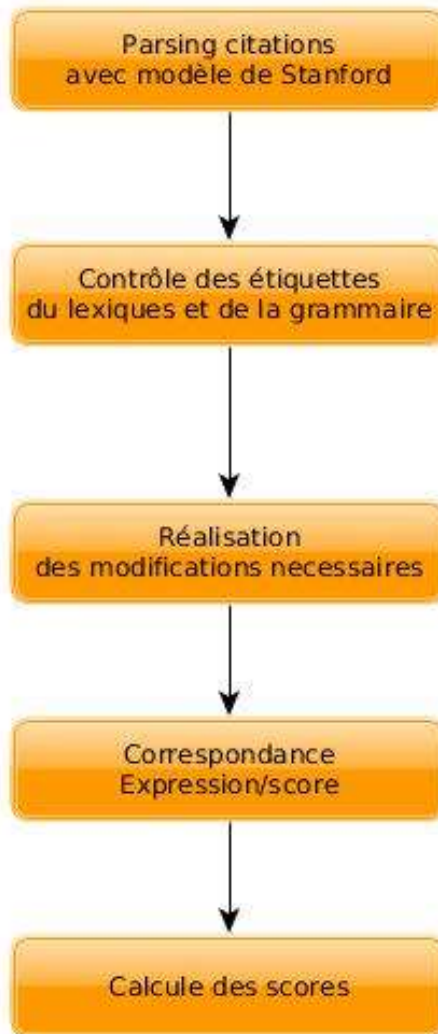 Parsing citations
avec modèle de Stanford
Contrôle des étiquettes
du lexiques et de la grammaire
Réalisation
des modifications necessaires
Correspondance
Expression/score
Calcule des scores